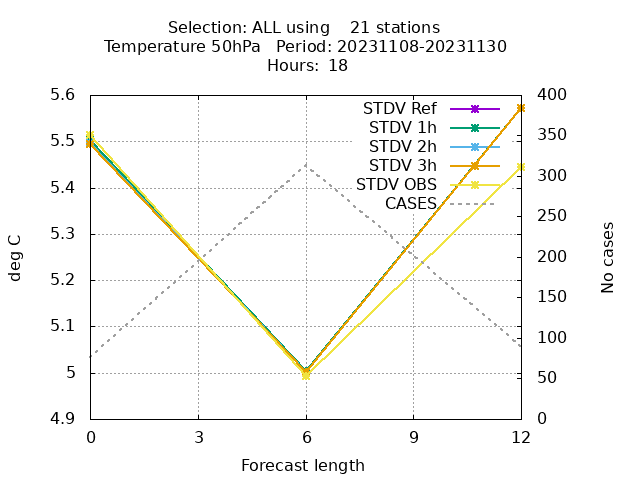 Selection: ALL using    21 stations
Temperature 50hPa   Period: 20231108-20231130
Hours:  18
5.6
5.5
5.4
5.3
5.2
5.1
5
4.9
deg C
STDV Ref
STDV 1h
STDV 2h
STDV 3h
STDV OBS
CASES
400
350
300
250
200
150
100
50
0
No cases
0 3 6 9 12
Forecast length